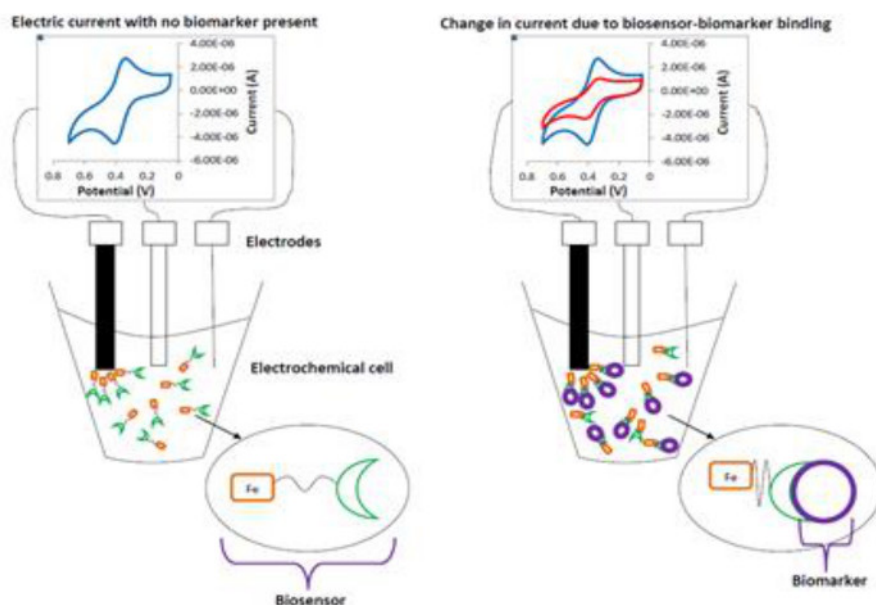 Electric current with no biomarker present
4.00E-06
2.00E-06
0.00E+00
-2.00E-06
-4.00E-06
-6.00E-06
Current (A)
0.8 0.6 0.4 0.2 0
Potential (V)
Electrodes
Electrochemical cell
Fe
Biosensor
Change in current due to biosensor-biomarker binding
4.00E-06
2.00E-06
0.00E+00
-2.00E-06
-4.00E-06
-6.00E-06
Current (A)
0.8 0.6 0.4 0.2 0
Potential (V)
Fe
Biomarker